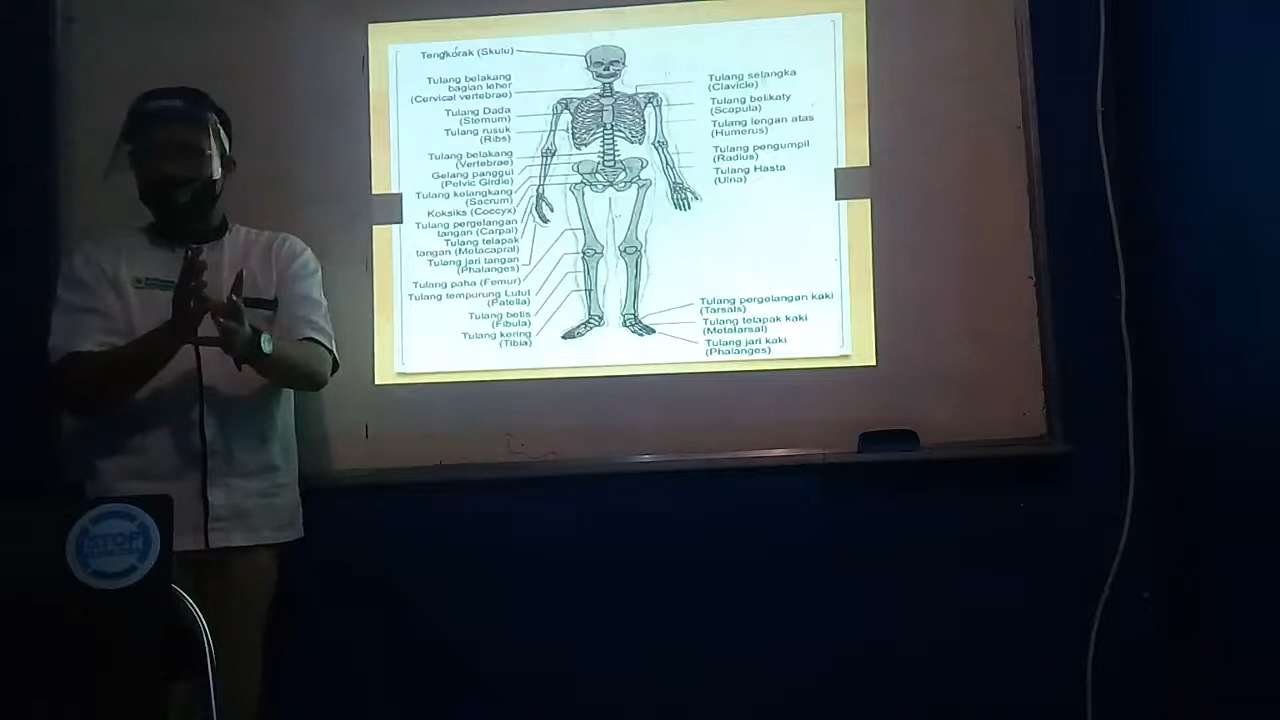 Tengkorak (Skulu)
Tulang belakang
bagian leher
(Cervical vertebrae)
Tulang Dada
(Sternum)
Tulang rusuk
(Ribs)
Tulang belakang
(Vertebrae)
Gelang panggul
(Pelvic Girdle)
Tulang kelangkang
(Sacrum)
Koksiks (Coccyx)
Tulang pergelangan
tangan (Carpal)
Tulang telapak
tangan (Metacapral)
Tulang jari tangan
(Phalanges)
Tulang paha (Femur)
Tulang tempurung Lutut
(Patella)
Tulang betis
(Fibula)
Tulang kering
(Tibia)
Tulang selangka
(Clavicle)
Tulang belikaty
(Scapula)
Tulang lengan atas
(Humerus)
Tulang pengumpil
(Radius)
Tulang Hasta
(Ulna)
Tulang pergelangan kaki
(Tarsals)
Tulang telapak kaki
(Metatarsal)
Tulang jari kaki
(Phalanges)
STOP